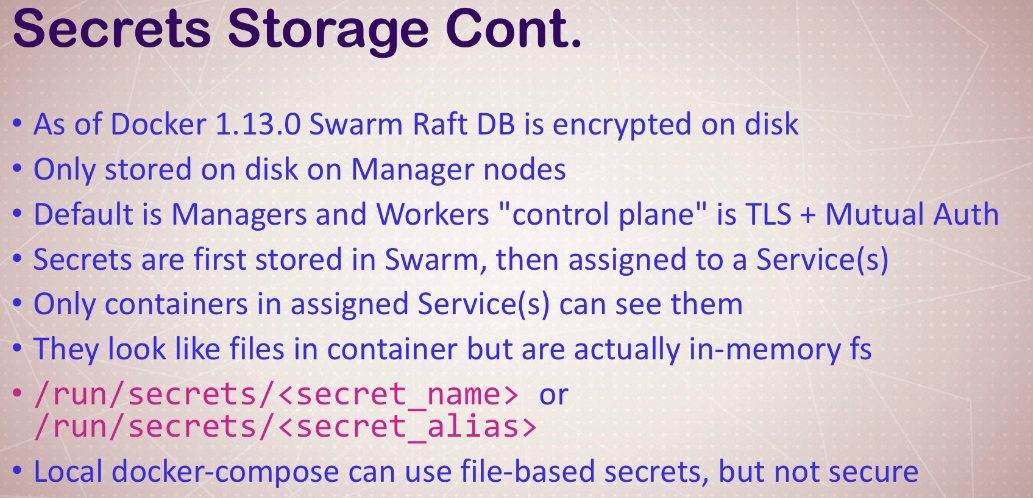 Secrets Storage Cont.
• As of Docker 1.13.0 Swarm Raft DB is encrypted on disk
• Only stored on disk on Manager nodes
• Default is Managers and Workers "control plane" is TLS + Mutual Auth
• Secrets are first stored in Swarm, then assigned to a Service(s)
• Only containers in assigned Service(s) can see them
• They look like files in container but are actually in-memory fs
• /run/secrets/<secret_name> or
/run/secrets/<secret_alias>
• Local docker-compose can use file-based secrets, but not secure